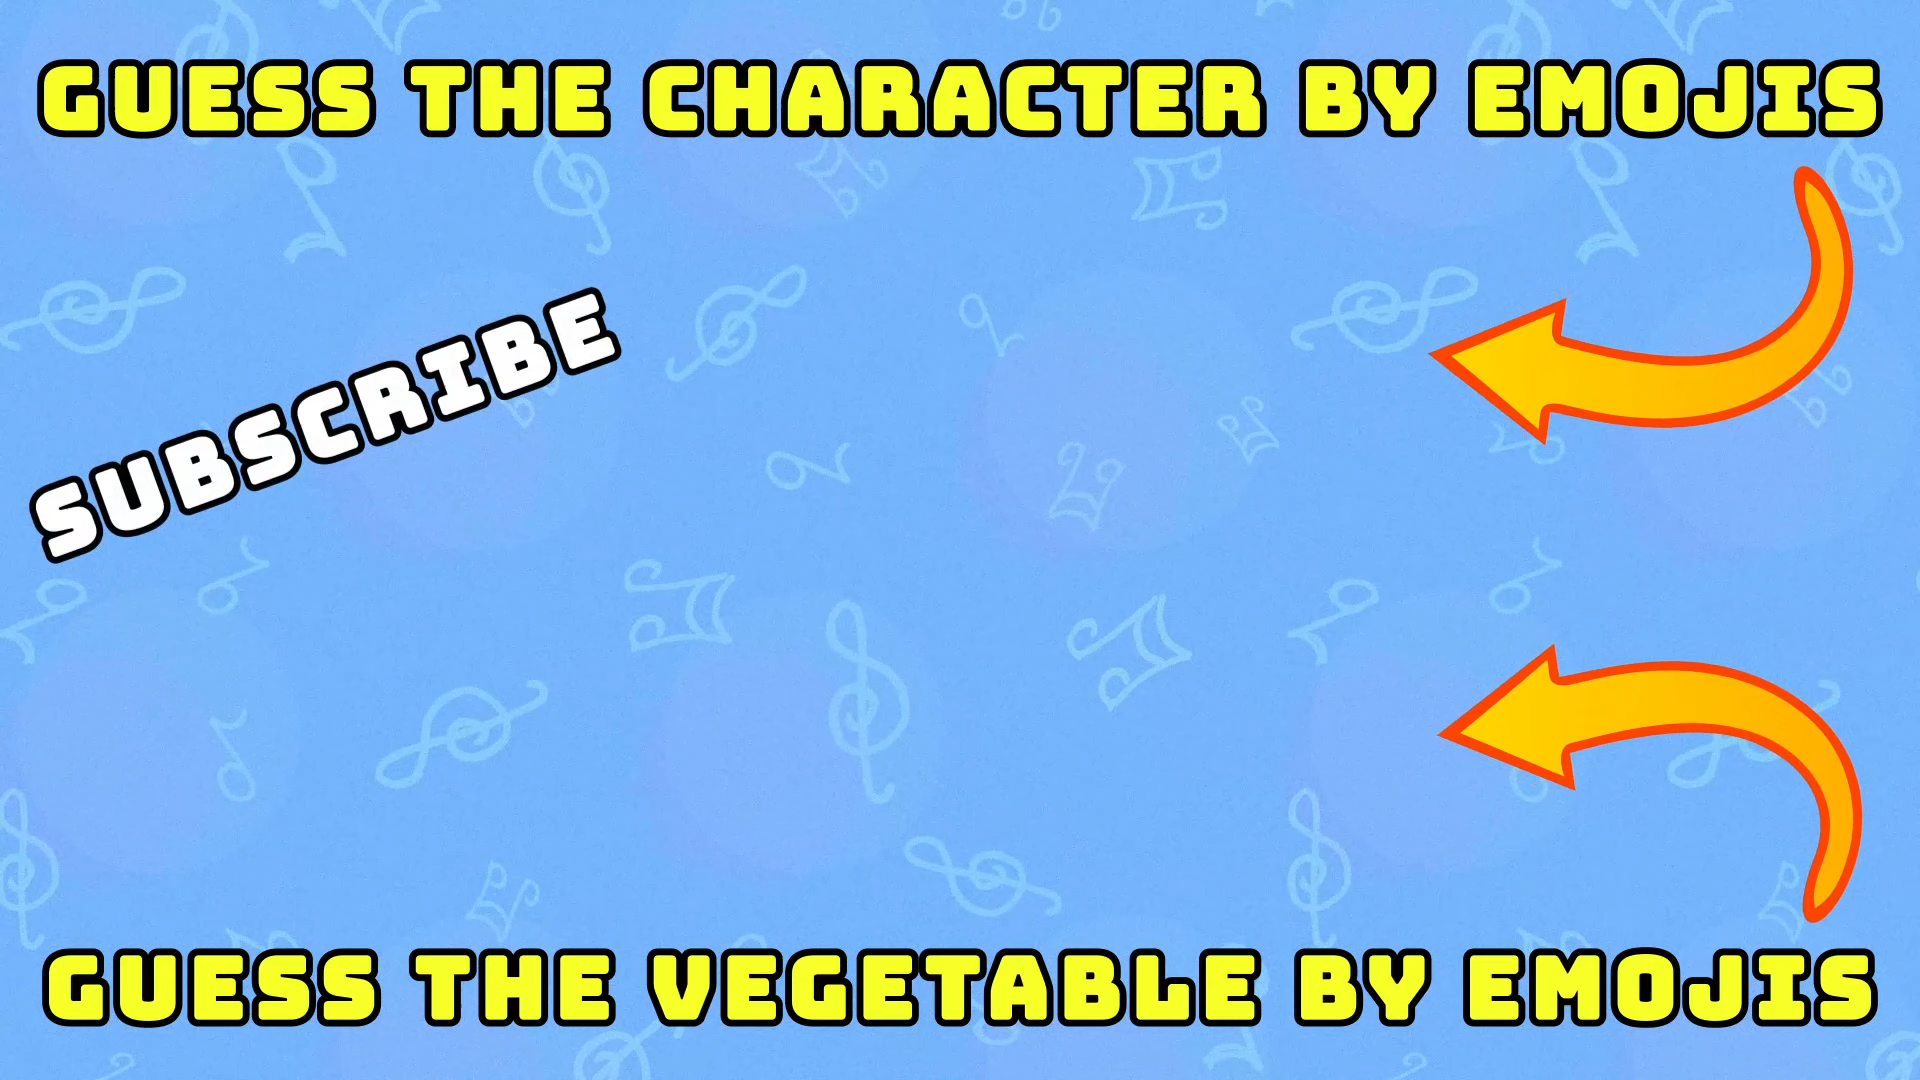 GUESS THE CHARACTER BY EMOJIS
SUBSCRIBE
GUESS THE VEGETABLE BY EMOJIS